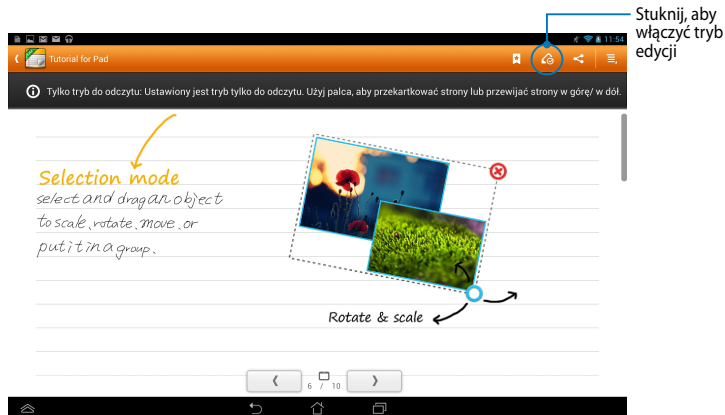 Stuknij, aby
włączyć tryb
edycji
11:54
Tutorial for Pad
Tylko tryb do odczytu: Ustawiony jest tryb tylko do odczytu. Użyj palca, aby przekartkować strony lub przewijać strony w górę/ w dół.
Selection mode
select and drag an object
to scale, rotate, move, or
put it in a group.
Rotate & scale
6 / 10